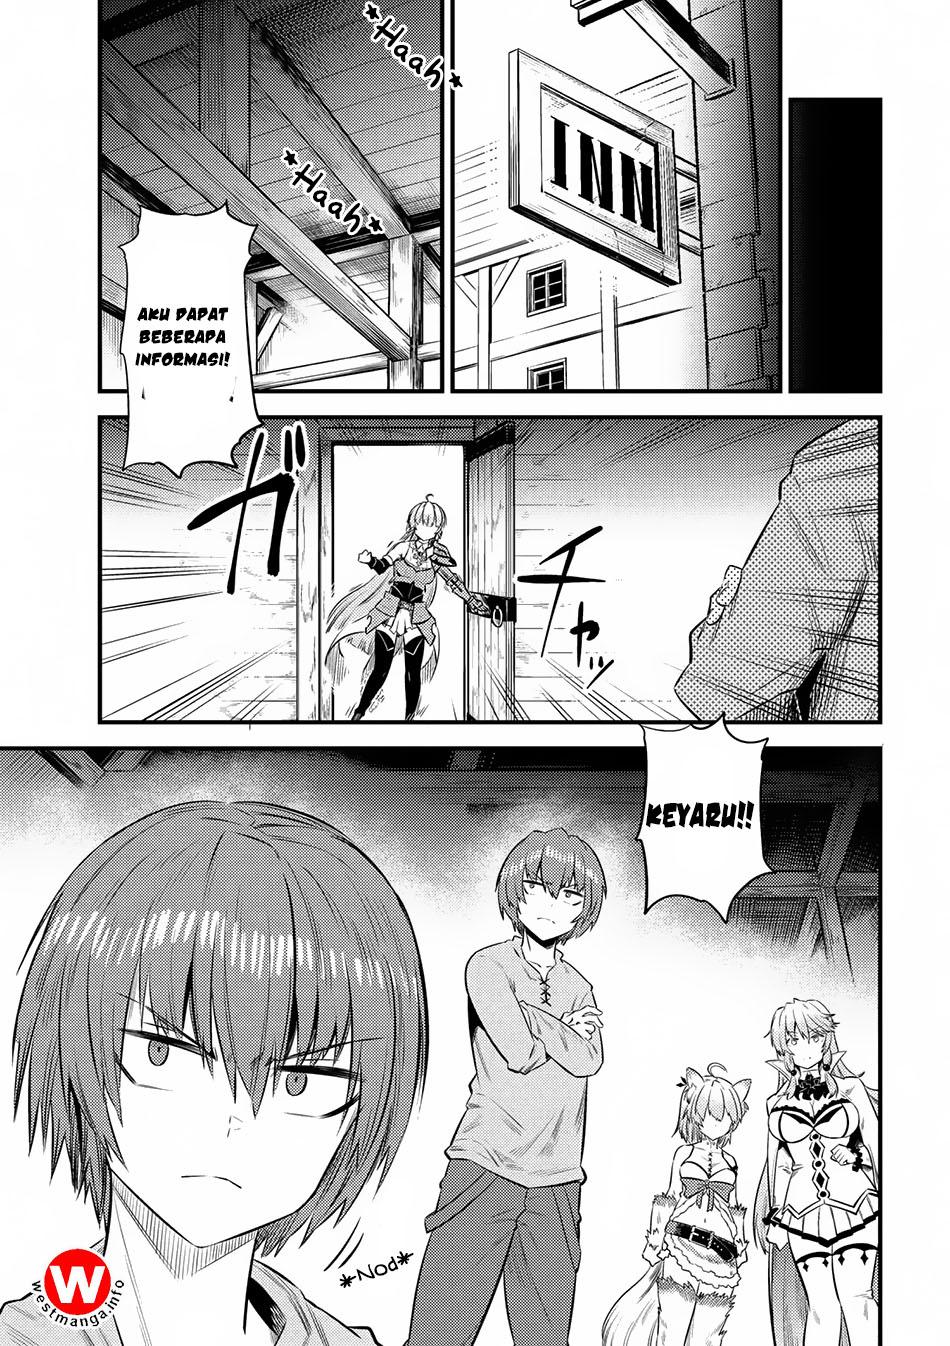 INN
Haah
Haah
AKU DAPAT
BEBERAPA
INFORMASI!
ガ
チャッ
KEYARU!!
*Nod*
W
westmanga.info